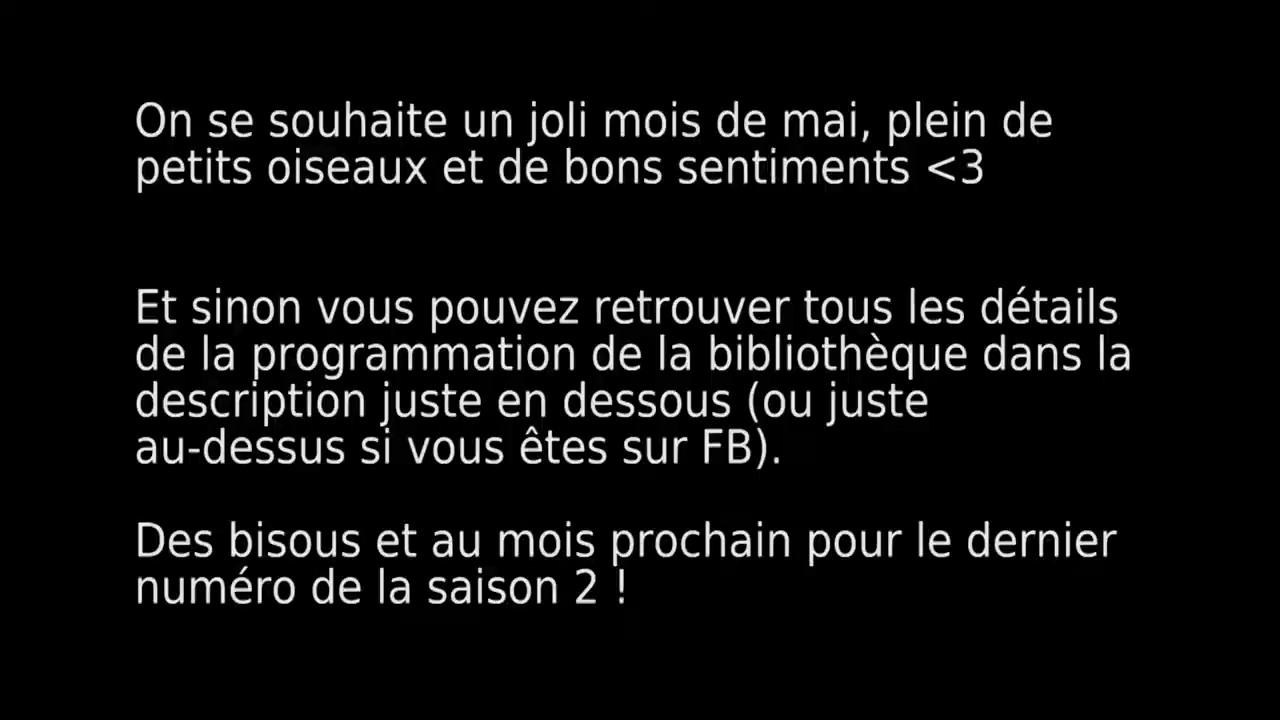 On se souhaite un joli mois de mai, plein de
petits oiseaux et de bons sentiments <3
Et sinon vous pouvez retrouver tous les détails
de la programmation de la bibliothèque dans la
description juste en dessous (ou juste
au-dessus si vous êtes sur FB).
Des bisous et au mois prochain pour le dernier
numéro de la saison 2 !